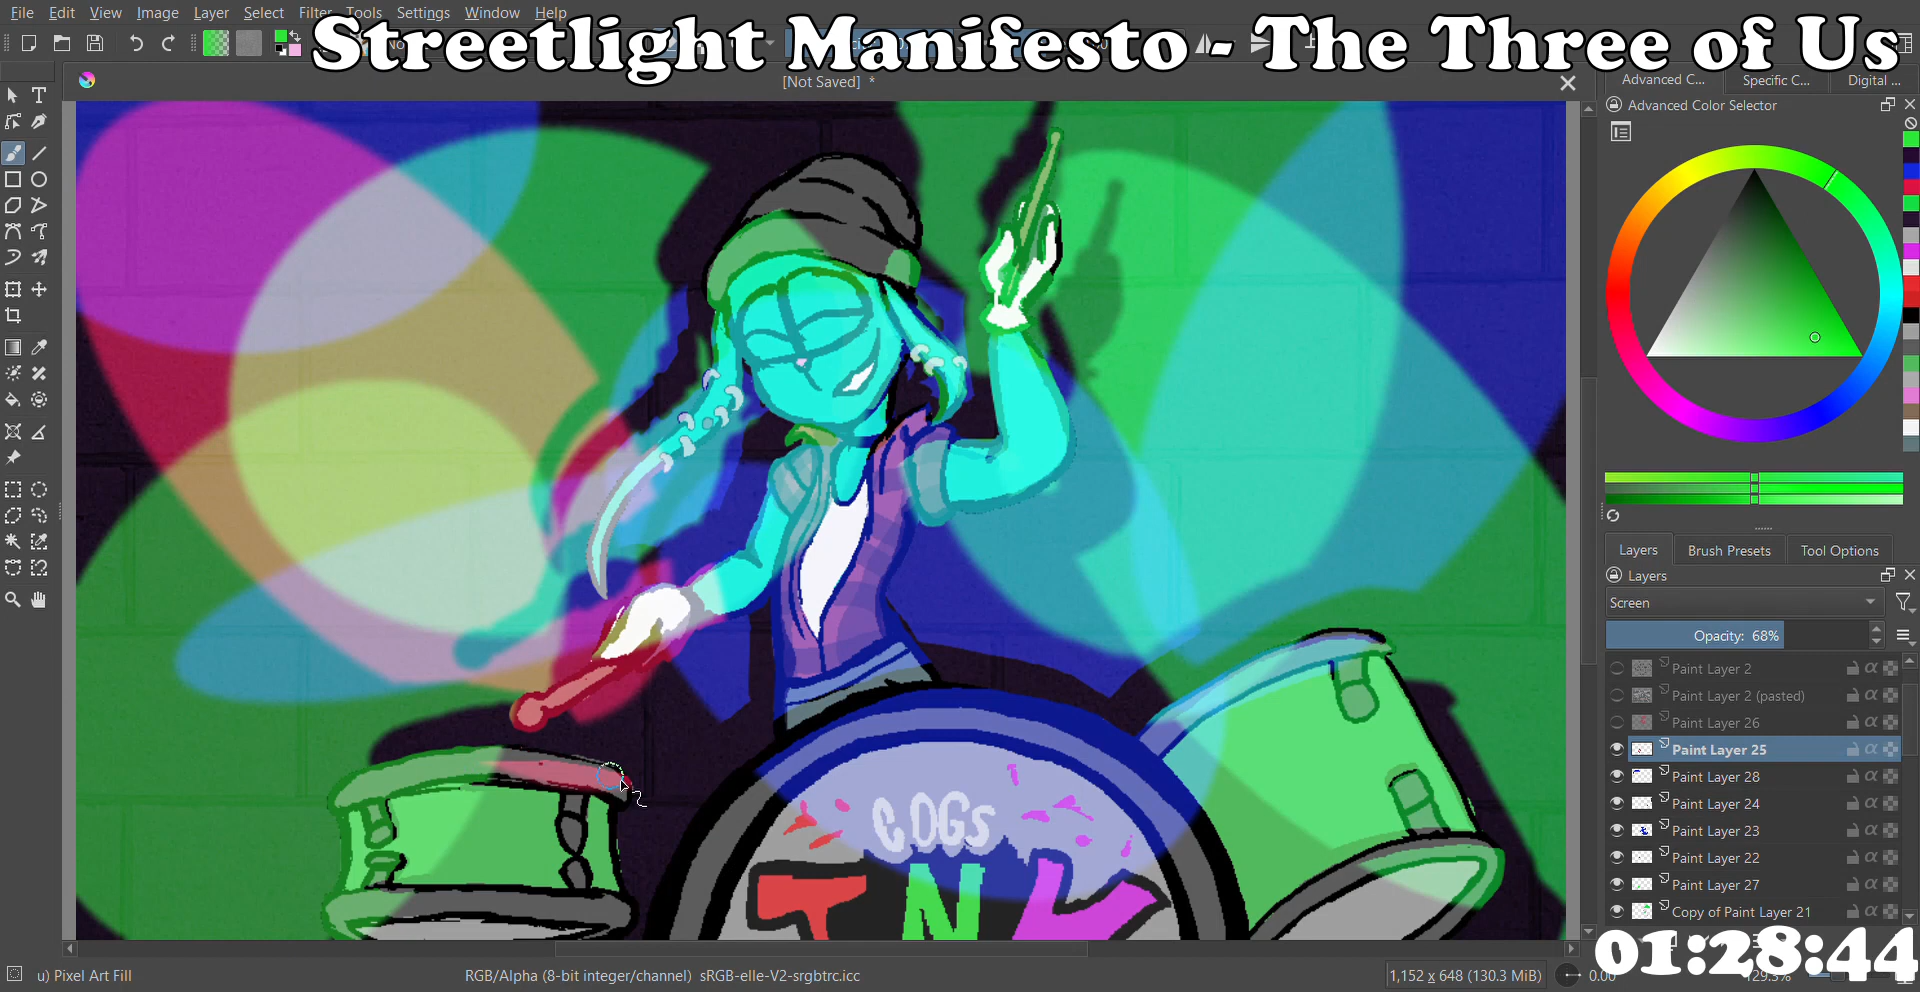 File Edit View Image Layer Select Filter Tools Settings Window Help
Streetlight Manifesto - The Three of Us
[Not Saved] *
Advanced C... Specific C... Digital ...
Advanced Color Selector
COGs
TNK
Layers Brush Presets Tool Options
Layers
Screen
Opacity: 68%
Paint Layer 2
Paint Layer 2 (pasted)
Paint Layer 26
Paint Layer 25
Paint Layer 28
Paint Layer 24
Paint Layer 23
Paint Layer 22
Paint Layer 27
Copy of Paint Layer 21
01:28:44
u) Pixel Art Fill
RGB/Alpha (8-bit integer/channel) sRGB-elle-V2-srgbtrc.icc
1,152 x 648 (130.3 MiB)